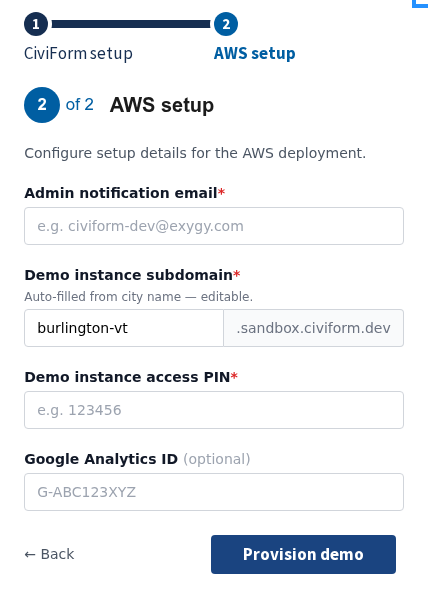 1 2
CiviForm setup AWS setup
2 of 2 AWS setup
Configure setup details for the AWS deployment.
Admin notification email*
e.g. civiform-dev@exygy.com
Demo instance subdomain*
Auto-filled from city name — editable.
burlington-vt .sandbox.civiform.dev
Demo instance access PIN*
e.g. 123456
Google Analytics ID (optional)
G-ABC123XYZ
← Back Provision demo